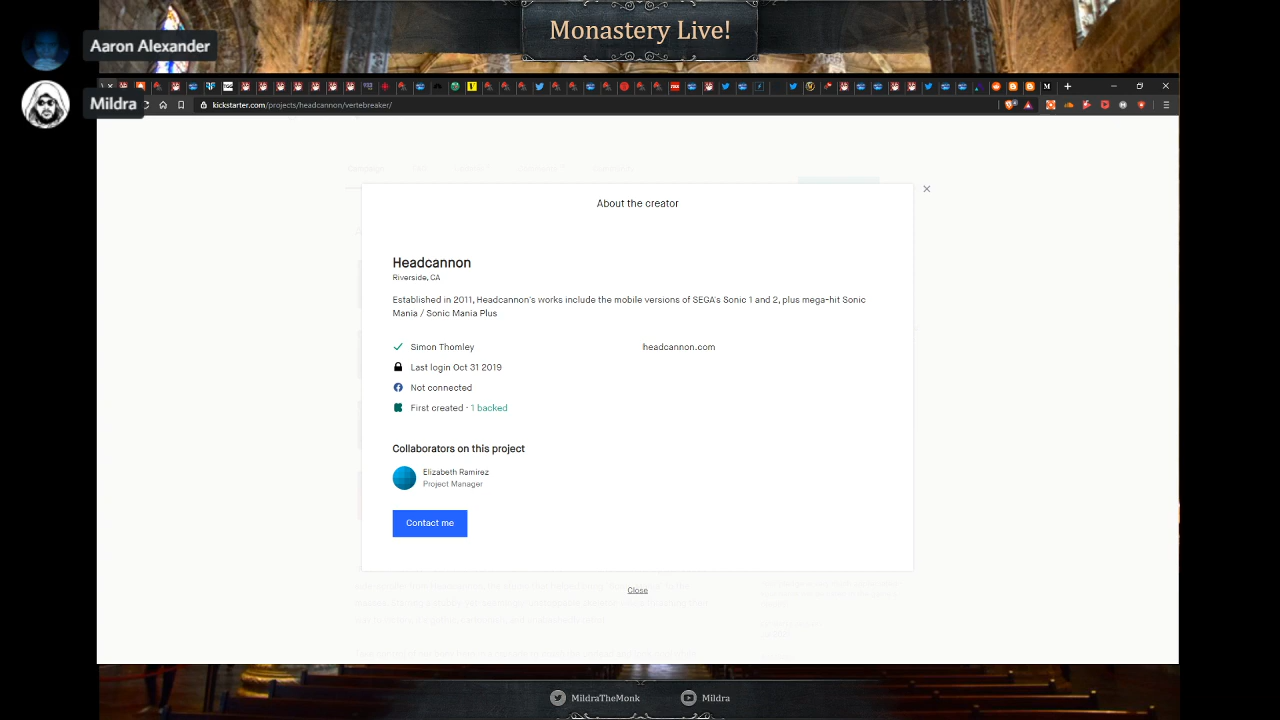 Monastery Live!
Aaron Alexander
Mildra
kickstarter.com/projects/headcannon/vertebreaker/
About the creator
Headcannon
Riverside, CA
Established in 2011, Headcannon's works include the mobile versions of SEGA's Sonic 1 and 2, plus mega-hit Sonic
Mania / Sonic Mania Plus
Simon Thomley
headcannon.com
Last login Oct 31 2019
Not connected
First created · 1 backed
Collaborators on this project
Elizabeth Ramirez
Project Manager
Contact me
Close
MildraTheMonk
Mildra